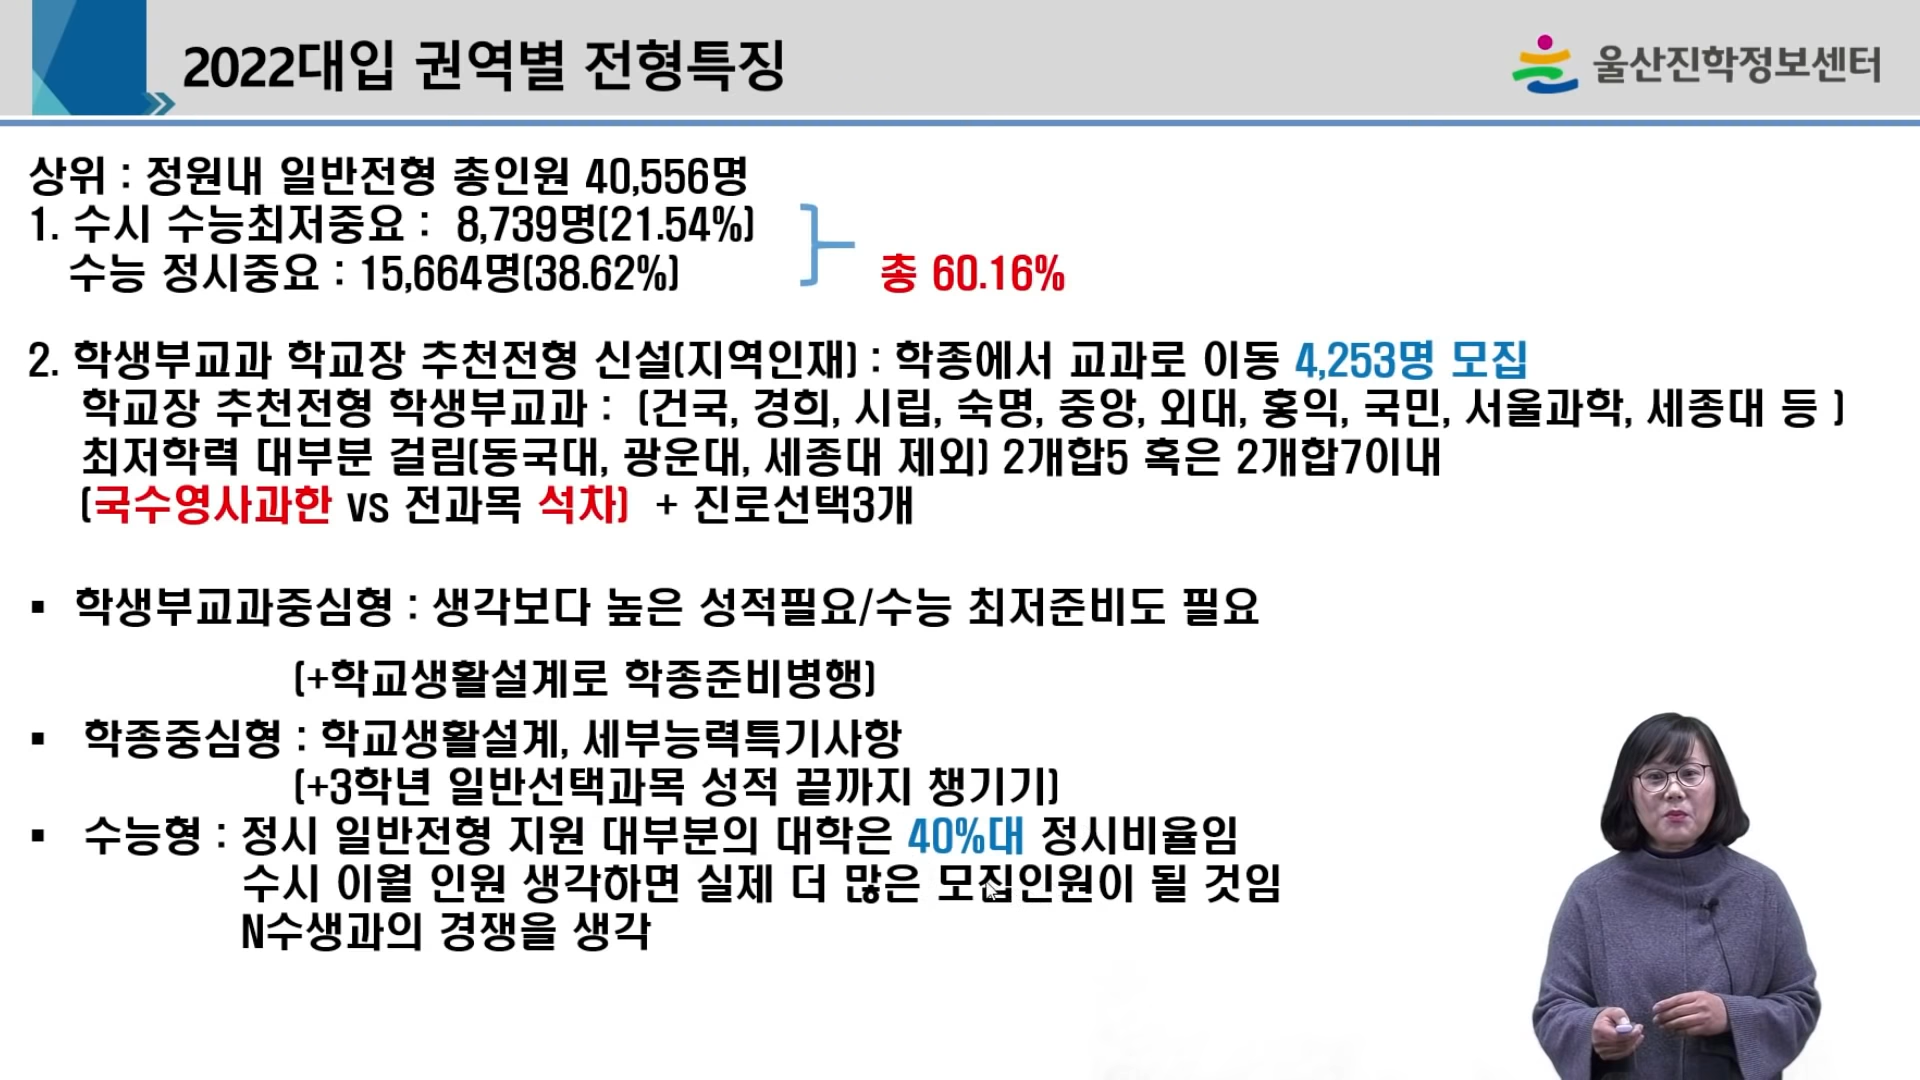 2022대입 권역별 전형특징
울산진학정보센터
상위 : 정원내 일반전형 총인원 40,556명
1. 수시 수능최저중요 : 8,739명(21.54%)
수능 정시중요 : 15,664명(38.62%)
총 60.16%
2. 학생부교과 학교장 추천전형 신설(지역인재) : 학종에서 교과로 이동 4,253명 모집
학교장 추천전형 학생부교과 : (건국, 경희, 시립, 숙명, 중앙, 외대, 홍익, 국민, 서울과학, 세종대 등 )
최저학력 대부분 걸림(동국대, 광운대, 세종대 제외) 2개합5 혹은 2개합7이내
(국수영사과한 vs 전과목 석차) + 진로선택3개
▪ 학생부교과중심형 : 생각보다 높은 성적필요/수능 최저준비도 필요
(+학교생활설계로 학종준비병행)
▪ 학종중심형 : 학교생활설계, 세부능력특기사항
(+3학년 일반선택과목 성적 끝까지 챙기기)
▪ 수능형 : 정시 일반전형 지원 대부분의 대학은 40%대 정시비율임
수시 이월 인원 생각하면 실제 더 많은 모집인원이 될 것임
N수생과의 경쟁을 생각